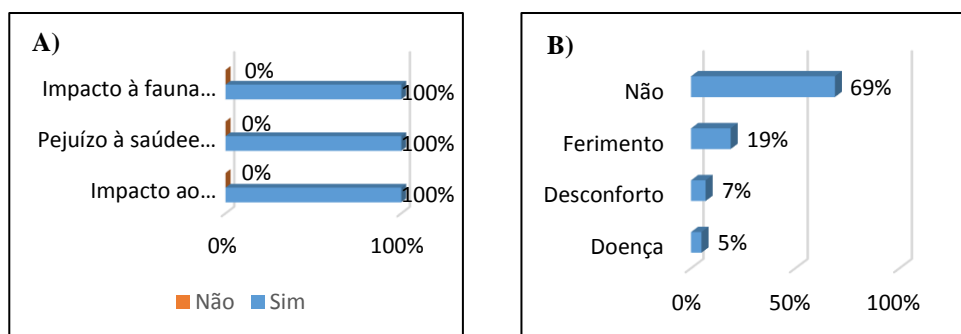 A)
Impacto à fauna...
0%
100%
Pejuízo à saúdee...
0%
100%
Impacto ao...
0%
100%
0% 100%
Não Sim
B)
Não 69%
Ferimento 19%
Desconforto 7%
Doença 5%
0% 50% 100%